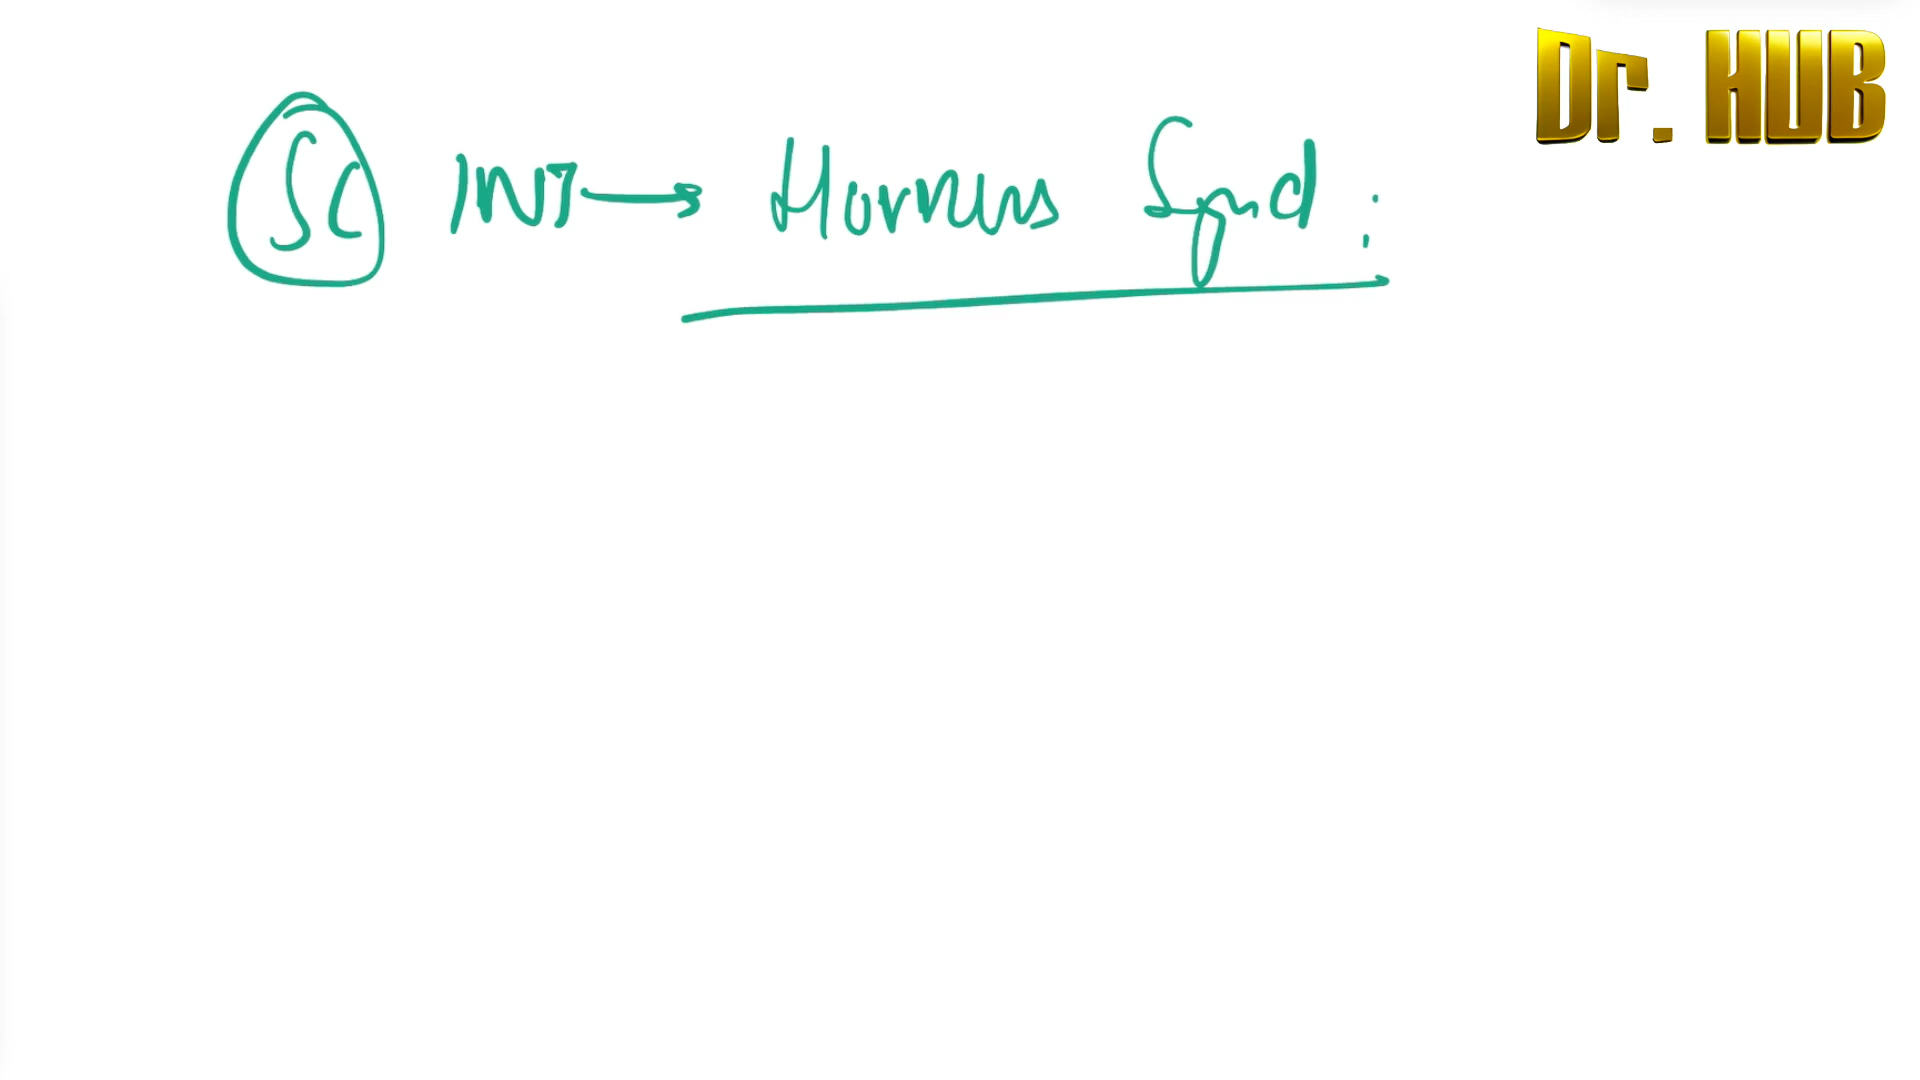 Dr. HUB
SC INJ → Horners Synd :